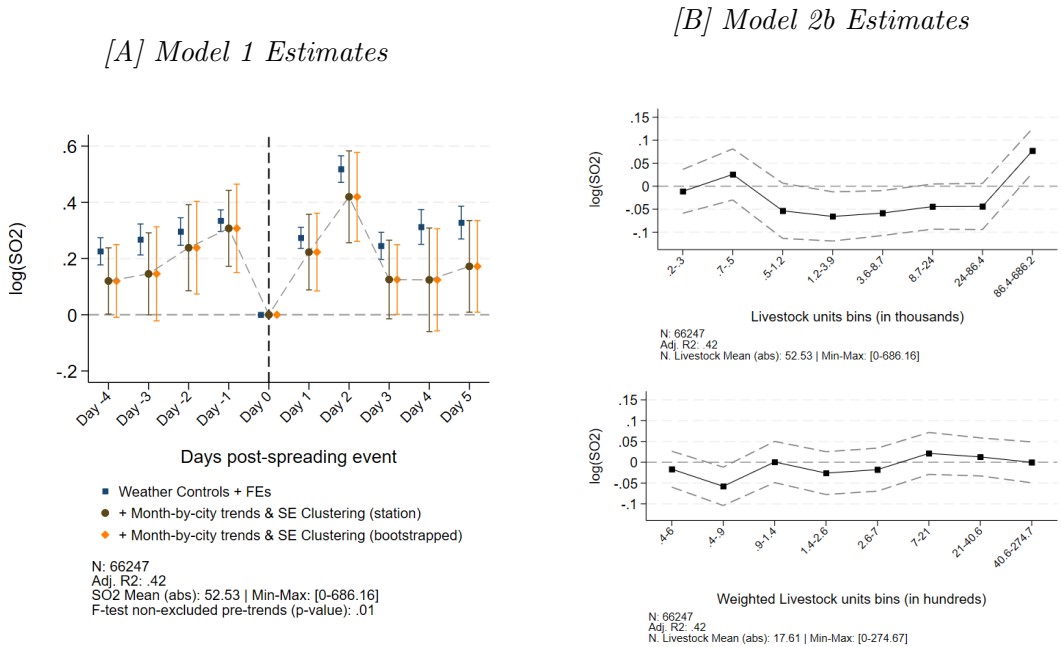 [A] Model 1 Estimates
log(SO2)
.6
.4
.2
0
-.2
Day -4
Day -3
Day -2
Day -1
Day 0
Day 1
Day 2
Day 3
Day 4
Day 5
Days post-spreading event
Weather Controls + FEs
+ Month-by-city trends & SE Clustering (station)
+ Month-by-city trends & SE Clustering (bootstrapped)
N: 66247
Adj. R2: .42
SO2 Mean (abs): 52.53 | Min-Max: [0-686.16]
F-test non-excluded pre-trends (p-value): .01
[B] Model 2b Estimates
log(SO2)
.15
.1
.05
0
-.05
-.1
.2-.3
.7-.5
.5-1.2
1.2-3.9
3.6-8.7
8.7-24
24-86.4
86.4-686.2
Livestock units bins (in thousands)
N: 66247
Adj. R2: .42
N. Livestock Mean (abs): 52.53 | Min-Max: [0-686.16]
log(SO2)
.15
.1
.05
0
-.05
-.1
.4-6
.4-.9
.9-1.4
1.4-2.6
2.6-7
7-21
21-40.6
40.6-274.7
Weighted Livestock units bins (in hundreds)
N: 66247
Adj. R2: .42
N. Livestock Mean (abs): 17.61 | Min-Max: [0-274.67]